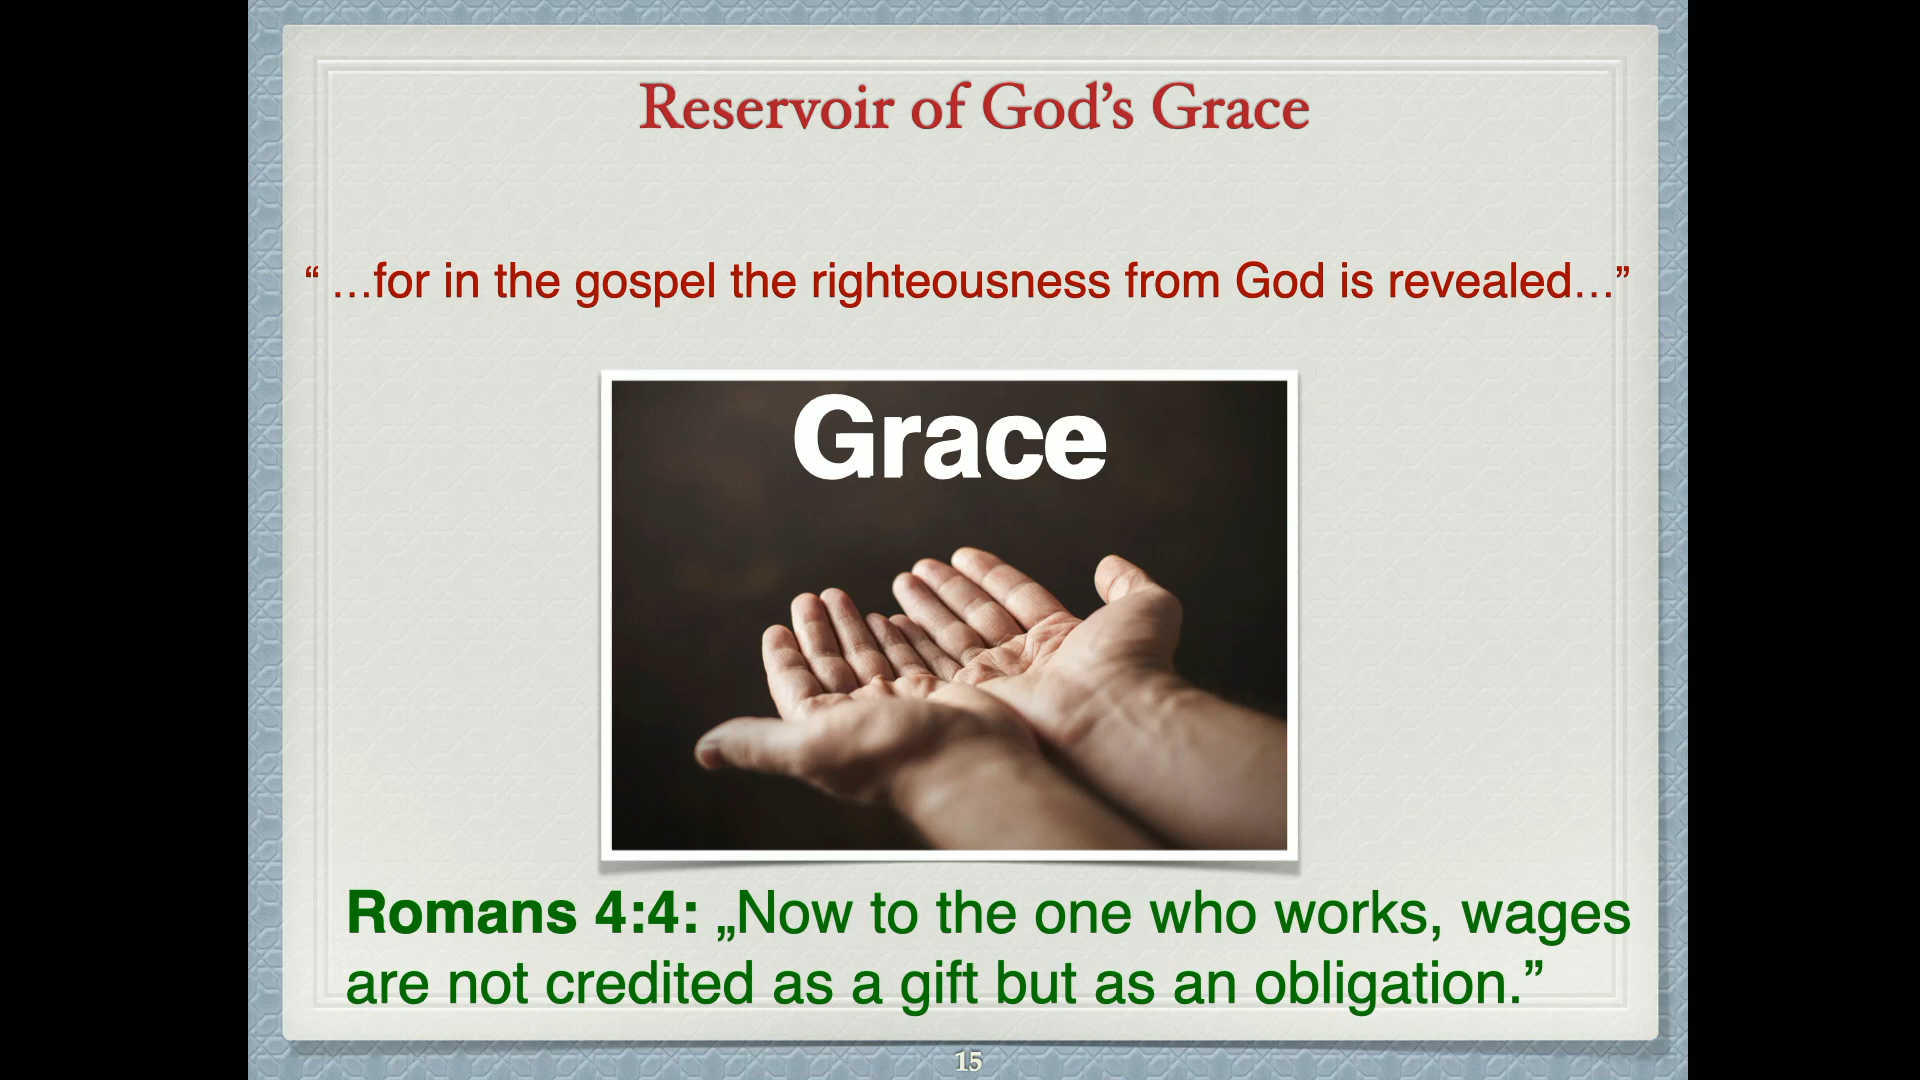 Reservoir of God’s Grace
“ …for in the gospel the righteousness from God is revealed…”
Grace
Romans 4:4: „Now to the one who works, wages
are not credited as a gift but as an obligation.”
15